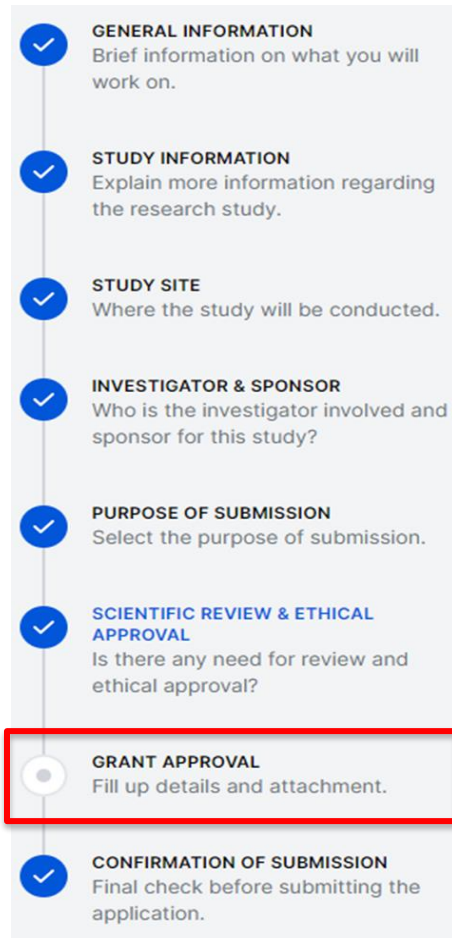 GENERAL INFORMATION
Brief information on what you will
work on.
STUDY INFORMATION
Explain more information regarding
the research study.
STUDY SITE
Where the study will be conducted.
INVESTIGATOR & SPONSOR
Who is the investigator involved and
sponsor for this study?
PURPOSE OF SUBMISSION
Select the purpose of submission.
SCIENTIFIC REVIEW & ETHICAL
APPROVAL
Is there any need for review and
ethical approval?
GRANT APPROVAL
Fill up details and attachment.
CONFIRMATION OF SUBMISSION
Final check before submitting the
application.